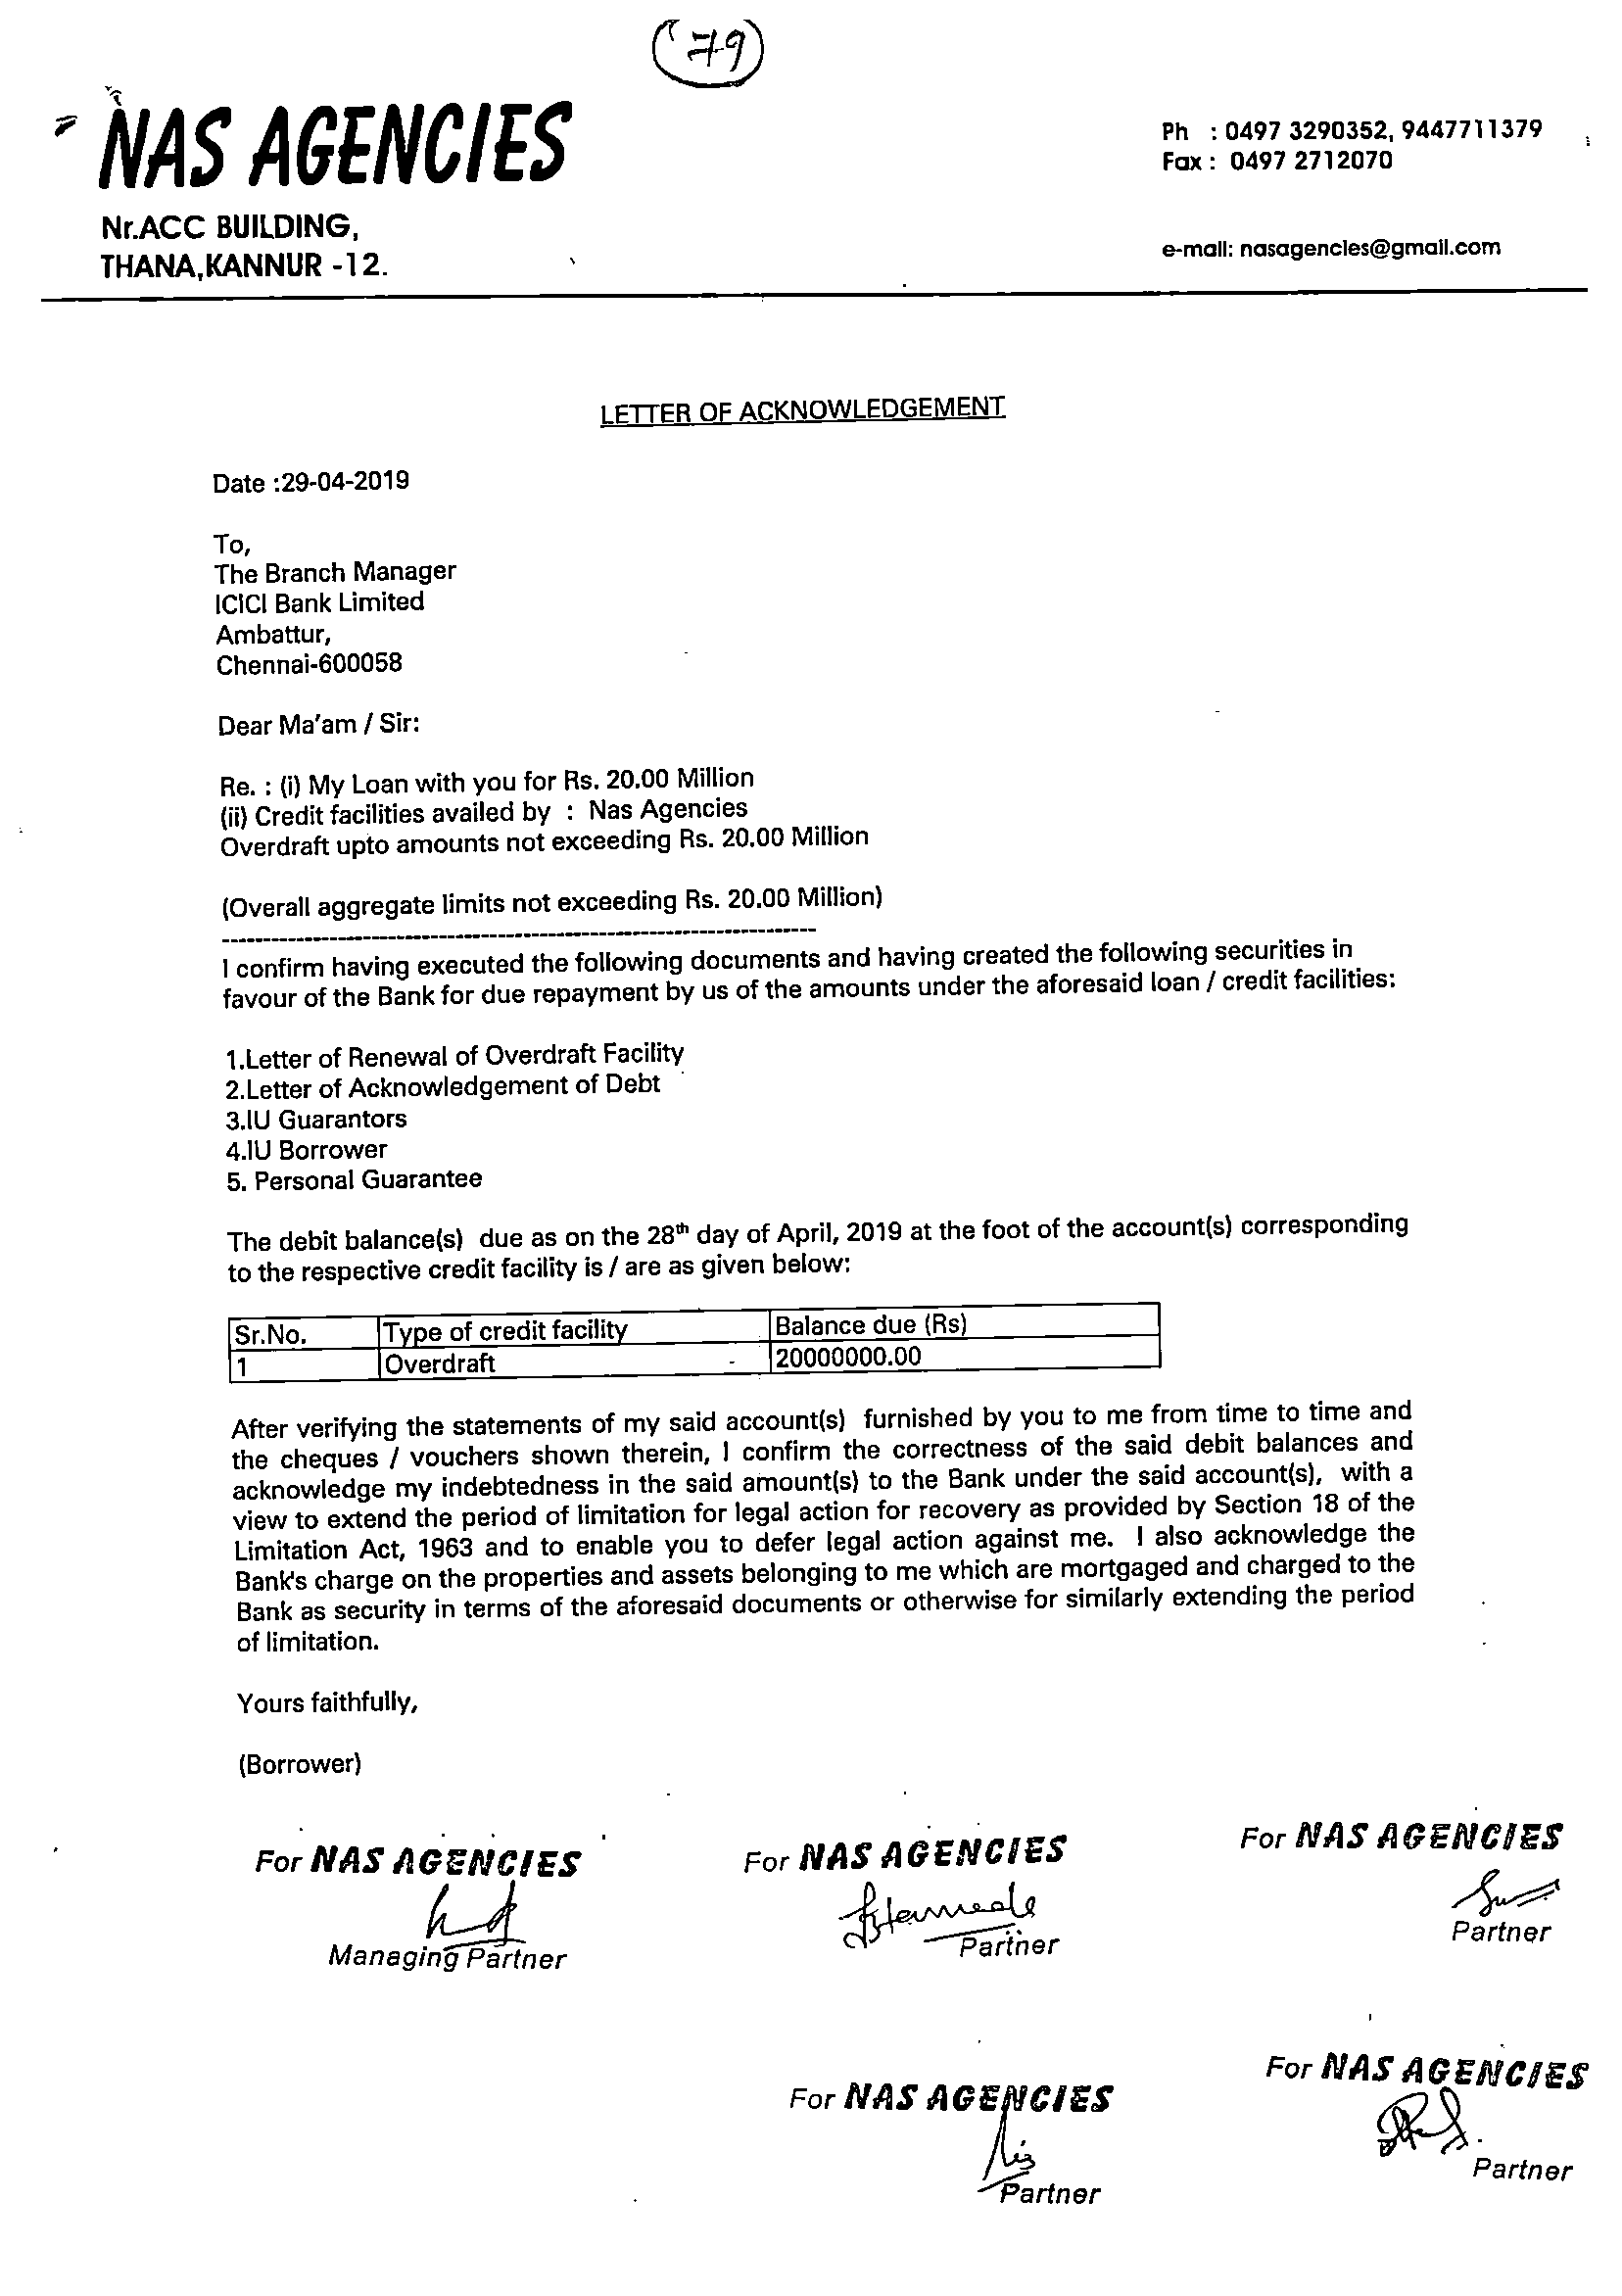 79
NAS AGENCIES
Nr.ACC BUILDING,
THANA,KANNUR -12.
Ph : 0497 3290352, 9447711379
Fax : 0497 2712070
e-mail: nasagencies@gmail.com
LETTER OF ACKNOWLEDGEMENT
Date :29-04-2019
To,
The Branch Manager
ICICI Bank Limited
Ambattur,
Chennai-600058
Dear Ma'am / Sir:
Re. : (i) My Loan with you for Rs. 20.00 Million
(ii) Credit facilities availed by : Nas Agencies
Overdraft upto amounts not exceeding Rs. 20.00 Million
(Overall aggregate limits not exceeding Rs. 20.00 Million)
I confirm having executed the following documents and having created the following securities in
favour of the Bank for due repayment by us of the amounts under the aforesaid loan / credit facilities:
1.Letter of Renewal of Overdraft Facility
2.Letter of Acknowledgement of Debt
3.IU Guarantors
4.IU Borrower
5. Personal Guarantee
The debit balance(s) due as on the 28th day of April, 2019 at the foot of the account(s) corresponding
to the respective credit facility is / are as given below:
Sr.No. Type of credit facility Balance due (Rs)
1 Overdraft - 20000000.00
After verifying the statements of my said account(s) furnished by you to me from time to time and
the cheques / vouchers shown therein, I confirm the correctness of the said debit balances and
acknowledge my indebtedness in the said amount(s) to the Bank under the said account(s), with a
view to extend the period of limitation for legal action for recovery as provided by Section 18 of the
Limitation Act, 1963 and to enable you to defer legal action against me. I also acknowledge the
Bank's charge on the properties and assets belonging to me which are mortgaged and charged to the
Bank as security in terms of the aforesaid documents or otherwise for similarly extending the period
of limitation.
Yours faithfully,
(Borrower)
For NAS AGENCIES
Managing Partner
For NAS AGENCIES
Partner
For NAS AGENCIES
Partner
For NAS AGENCIES
Partner
For NAS AGENCIES
Partner